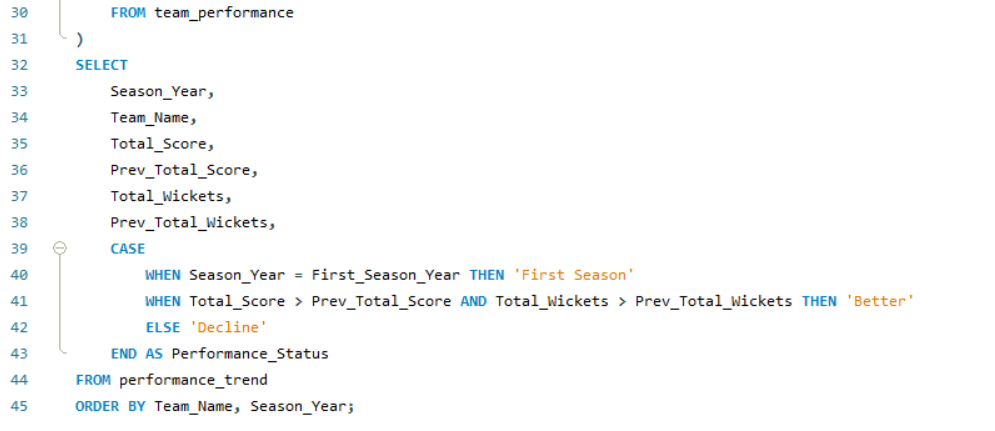 30 FROM team_performance
31 )
32 SELECT
33 Season_Year,
34 Team_Name,
35 Total_Score,
36 Prev_Total_Score,
37 Total_Wickets,
38 Prev_Total_Wickets,
39 CASE
40 WHEN Season_Year = First_Season_Year THEN 'First Season'
41 WHEN Total_Score > Prev_Total_Score AND Total_Wickets > Prev_Total_Wickets THEN 'Better'
42 ELSE 'Decline'
43 END AS Performance_Status
44 FROM performance_trend
45 ORDER BY Team_Name, Season_Year;